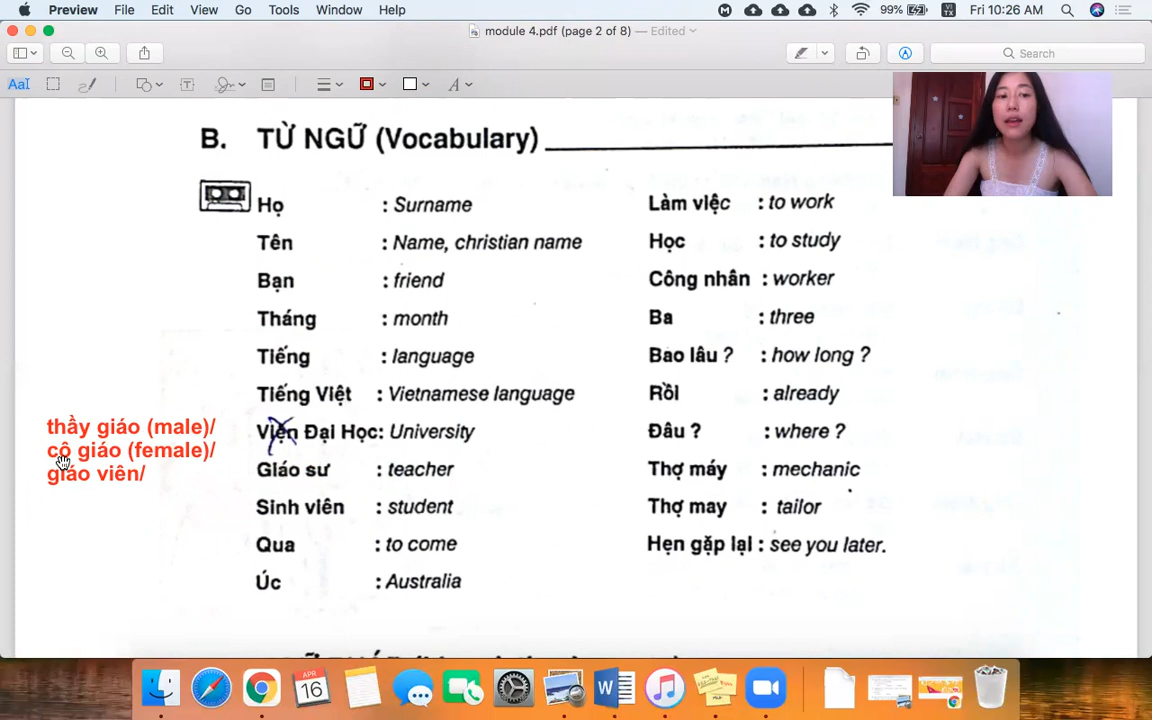 Preview File Edit View Go Tools Window Help
99% VI TX Fri 10:26 AM
module 4.pdf (page 2 of 8) — Edited
Search
AaI
B. TỪ NGỮ (Vocabulary)
Họ : Surname
Tên : Name, christian name
Bạn : friend
Tháng : month
Tiếng : language
Tiếng Việt : Vietnamese language
Viện Đại Học: University
Giáo sư : teacher
Sinh viên : student
Qua : to come
Úc : Australia
Làm việc : to work
Học : to study
Công nhân : worker
Ba : three
Bao lâu ? : how long ?
Rồi : already
Đâu ? : where ?
Thợ máy : mechanic
Thợ may : tailor
Hẹn gặp lại : see you later.
thầy giáo (male)/
cô giáo (female)/
giáo viên/
APR
16